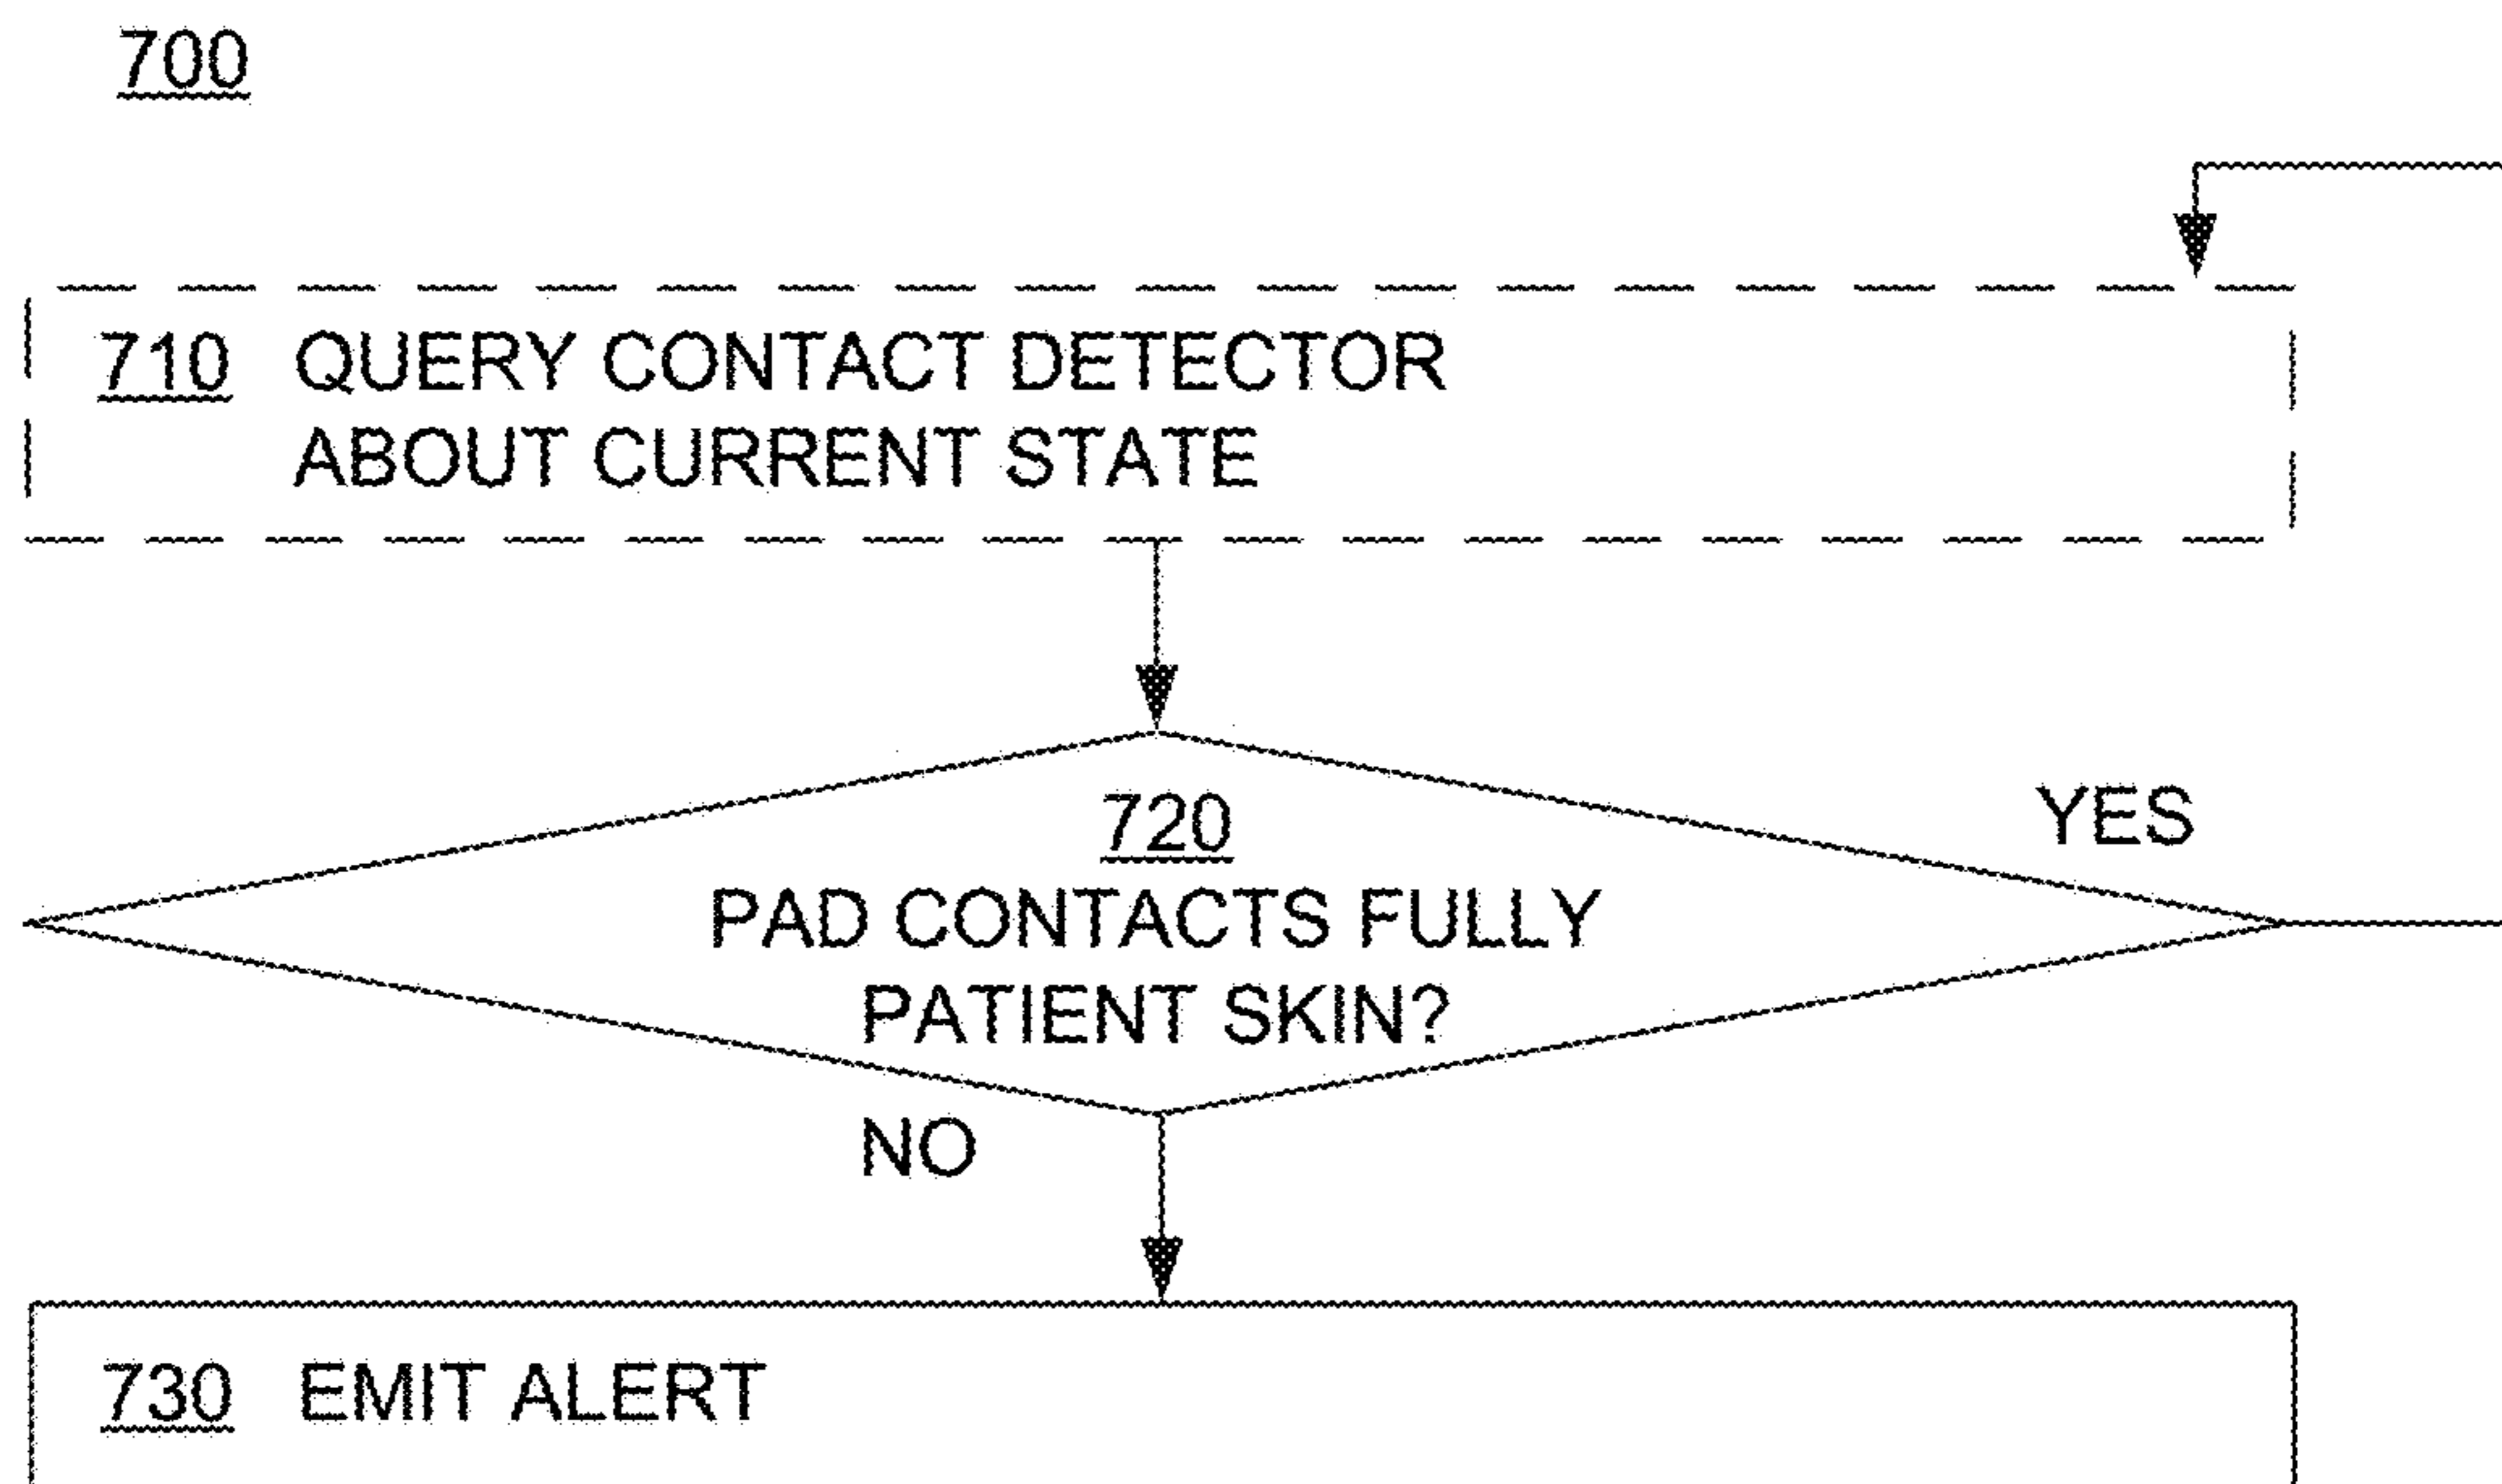 700
710 QUERY CONTACT DETECTOR
ABOUT CURRENT STATE
720
YES
PAD CONTACTS FULLY
PATIENT SKIN?
NO
730 EMIT ALERT